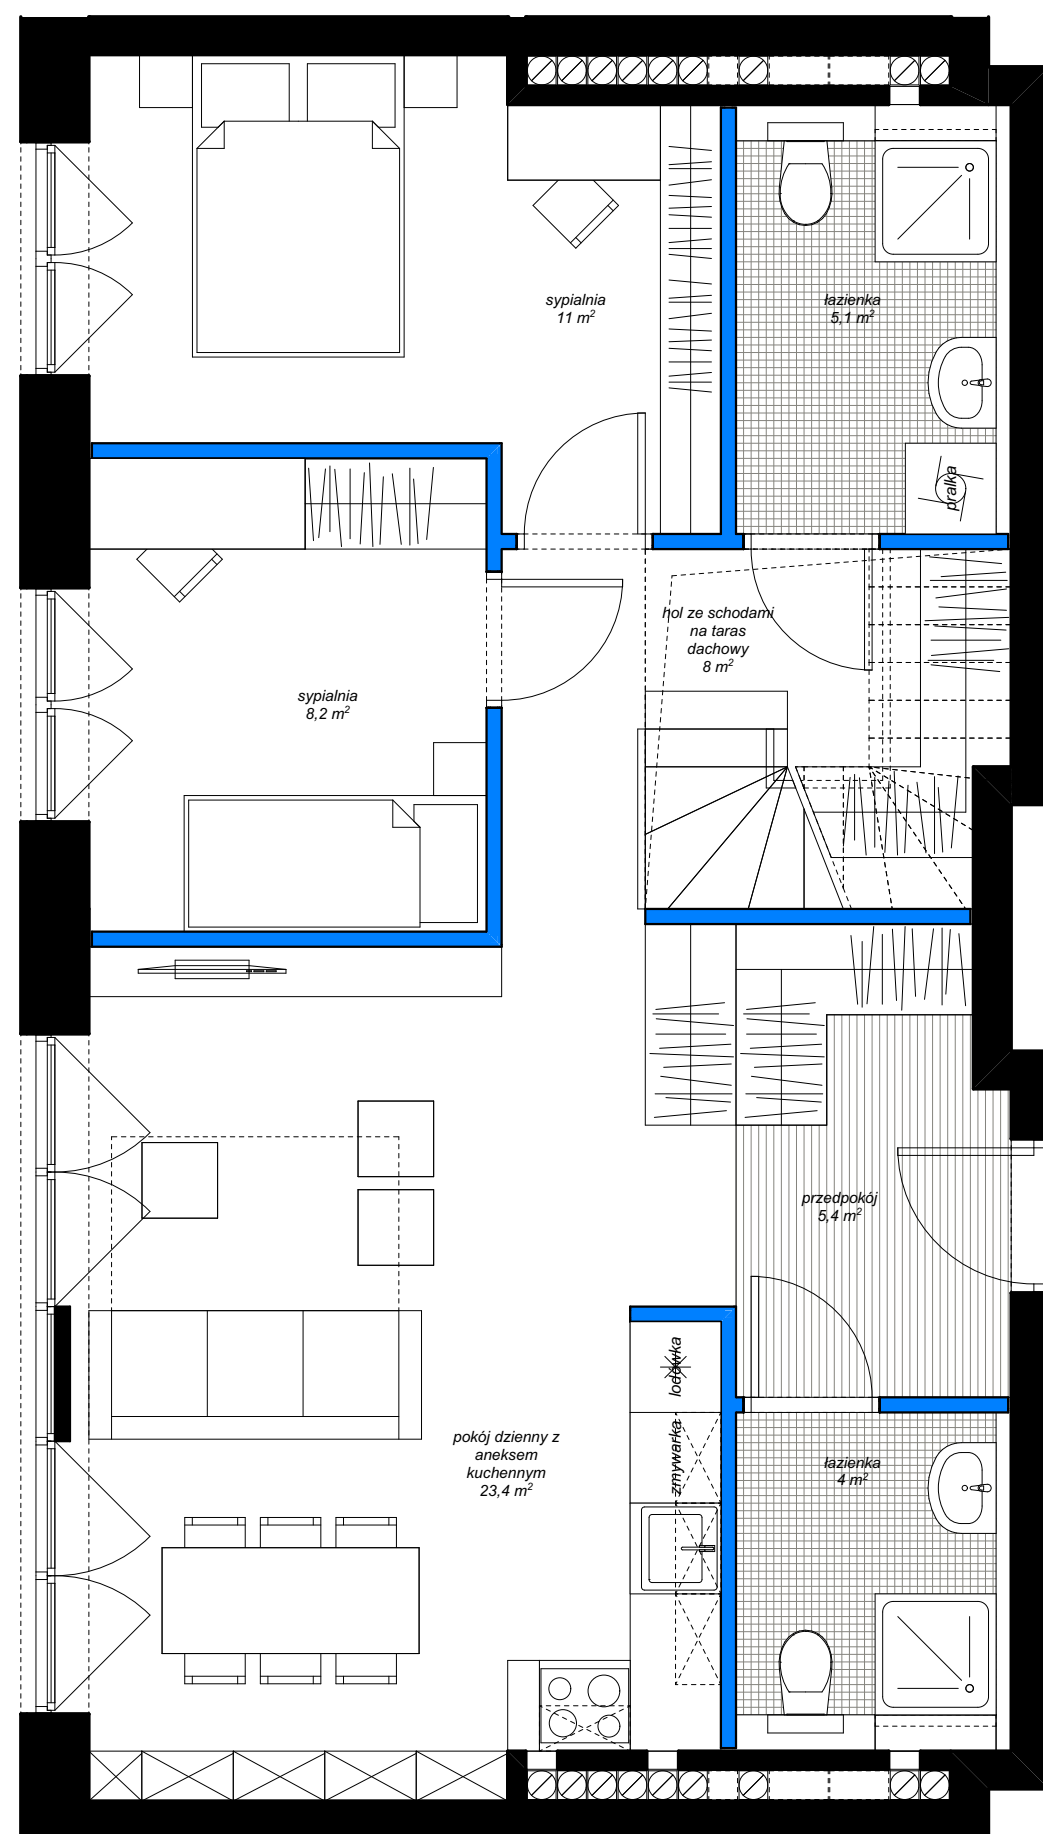 sypialnia
11 m²
łazienka
5,1 m²
pralka
hol ze schodami
na taras
dachowy
8 m²
sypialnia
8,2 m²
przedpokój
5,4 m²
lodówka
zmywarka
pokój dzienny z
aneksem
kuchennym
23,4 m²
łazienka
4 m²